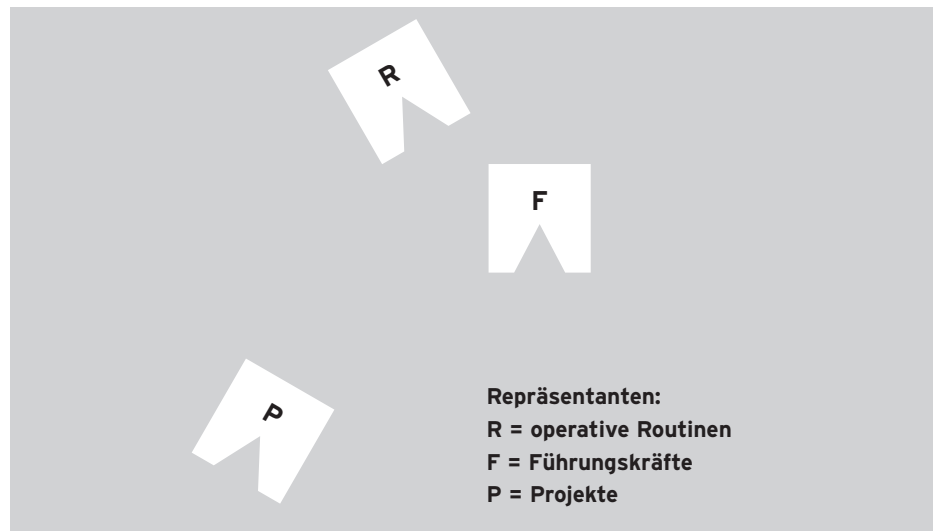 R
F
P
Repräsentanten:
R = operative Routinen
F = Führungskräfte
P = Projekte